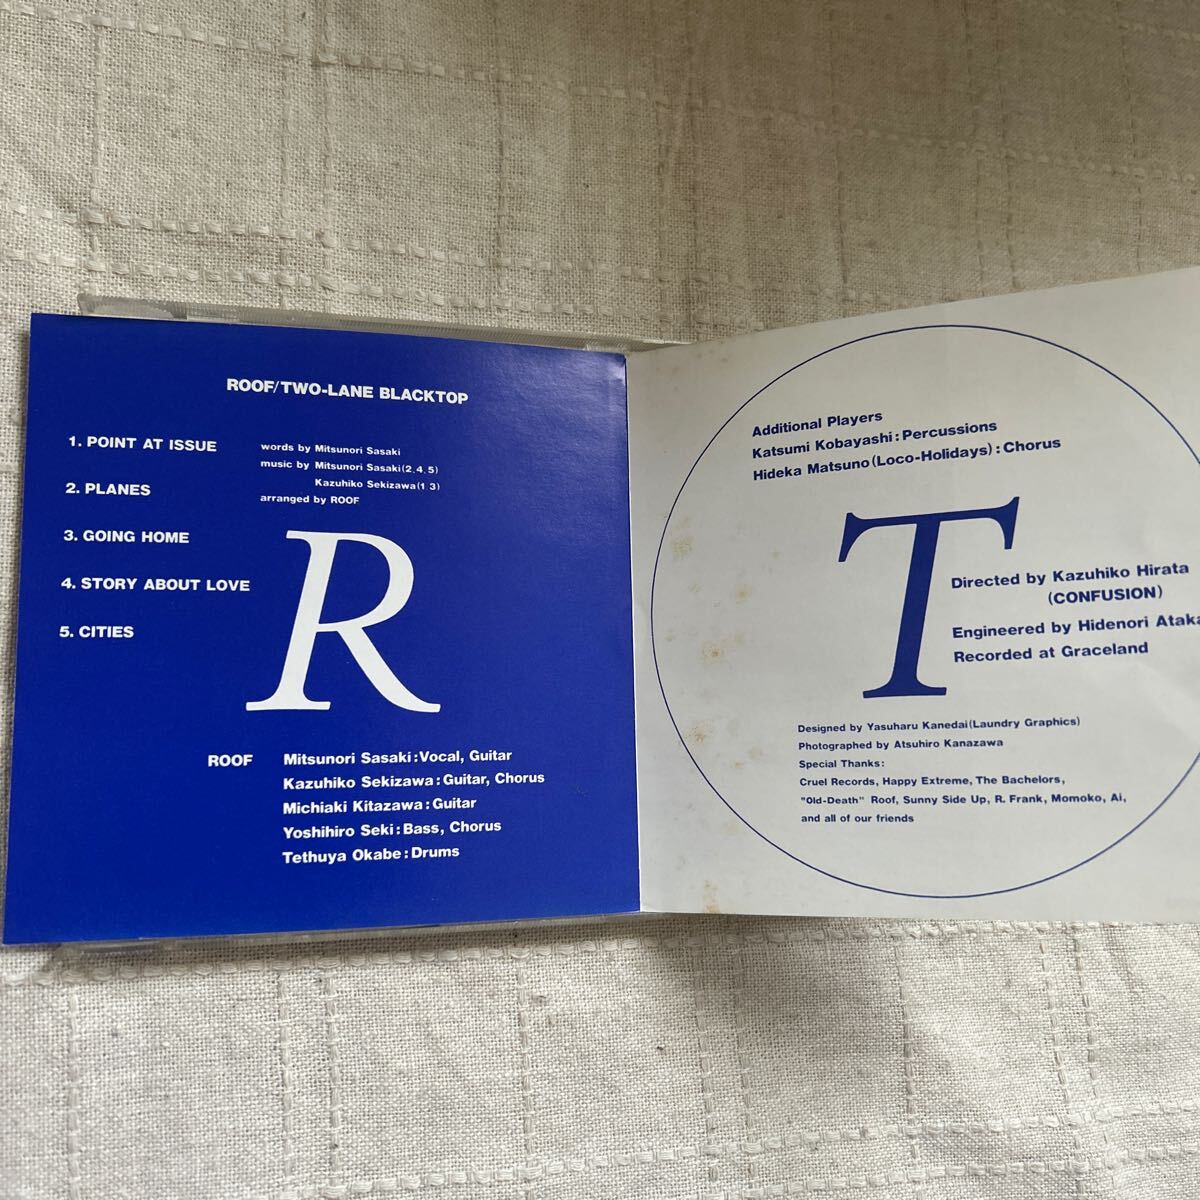 ROOF/TWO-LANE BLACKTOP
1. POINT AT ISSUE
2. PLANES
3. GOING HOME
4. STORY ABOUT LOVE
5. CITIES
words by Mitsunori Sasaki
music by Mitsunori Sasaki(2.4.5)
Kazuhiko Sekizawa(1.3)
arranged by ROOF
R
ROOF
Mitsunori Sasaki:Vocal, Guitar
Kazuhiko Sekizawa:Guitar, Chorus
Michiaki Kitazawa:Guitar
Yoshihiro Seki:Bass, Chorus
Tethuya Okabe:Drums
Additional Players
Katsumi Kobayashi:Percussions
Hideka Matsuno(Loco-Holidays):Chorus
T
Directed by Kazuhiko Hirata
(CONFUSION)
Engineered by Hidenori Ataka
Recorded at Graceland
Designed by Yasuharu Kanedai(Laundry Graphics)
Photographed by Atsuhiro Kanazawa
Special Thanks:
Cruel Records, Happy Extreme, The Bachelors,
"Old-Death" Roof, Sunny Side Up, R. Frank, Momoko, Ai,
and all of our friends